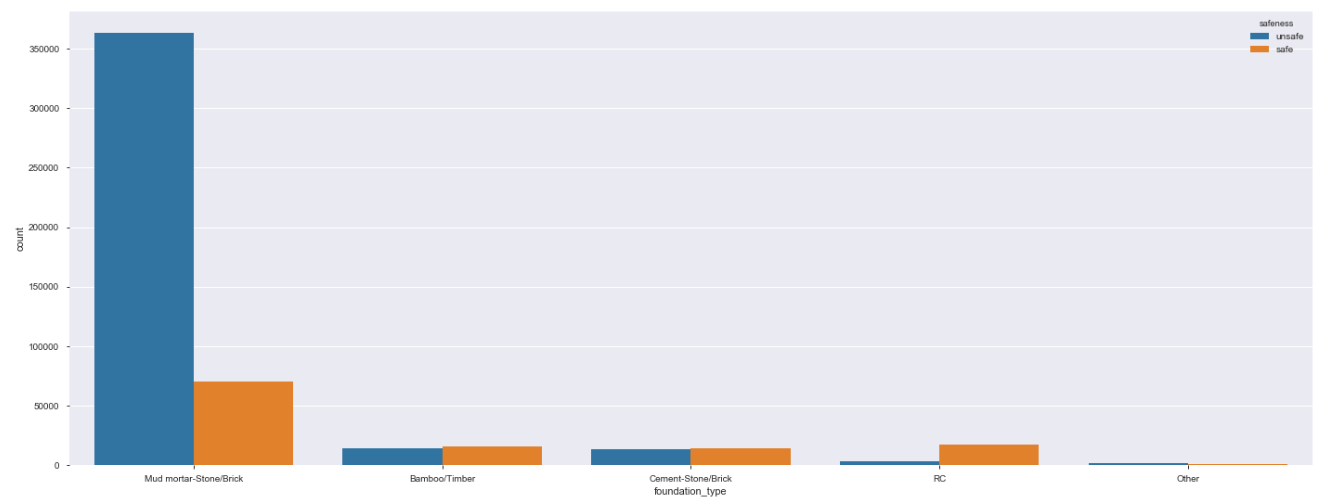 safeness
unsafe
safe
350000
300000
250000
200000
150000
100000
50000
0
count
Mud mortar-Stone/Brick
Bamboo/Timber
Cement-Stone/Brick
RC
Other
foundation_type